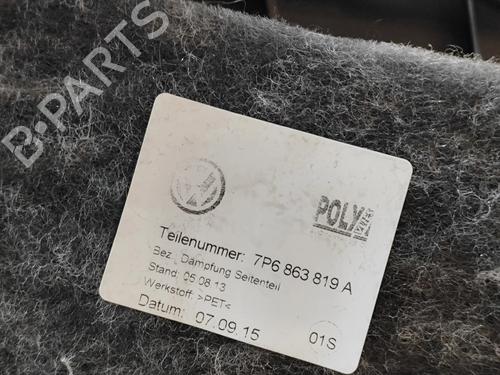 B-PARTS
POLY
Teilenummer: 7P6 863 819 A
Bez.: Dämpfung Seitenteil
Stand: 05.08.13
Werkstoff: >PET<
Datum: 07.09.15 01S